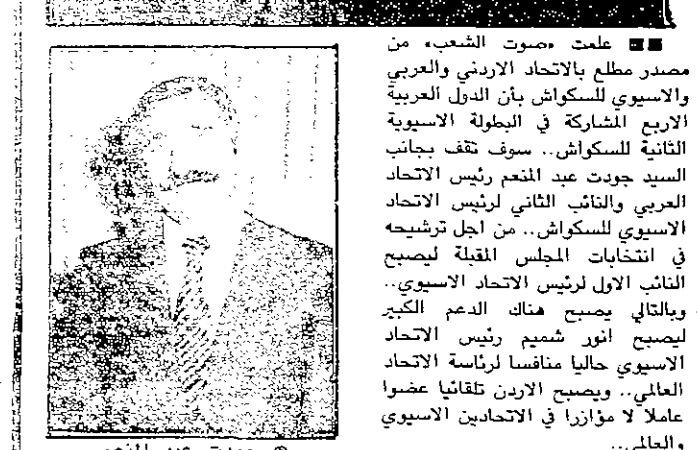 علمت «صوت الشعب» من
مصدر مطلع بالاتحاد الاردني والعربي
والاسيوي للسكواش بأن الدول العربية
الاربع المشاركة في البطولة الاسيوية
الثانية للسكواش.. سوف تقف بجانب
السيد جودت عبد المنعم رئيس الاتحاد
العربي والنائب الثاني لرئيس الاتحاد
الاسيوي للسكواش.. من اجل ترشيحه
في انتخابات المجلس المقبلة ليصبح
النائب الاول لرئيس الاتحاد الاسيوي..
وبالتالي يصبح هناك الدعم الكبير
ليصبح انور شميم رئيس الاتحاد
الاسيوي حاليا منافسا لرئاسة الاتحاد
العالمي.. ويصبح الاردن تلقائيا عضوا
عاملا لا مؤازرا في الاتحادين الاسيوي
والعالمي..
جودت عبد المنعم